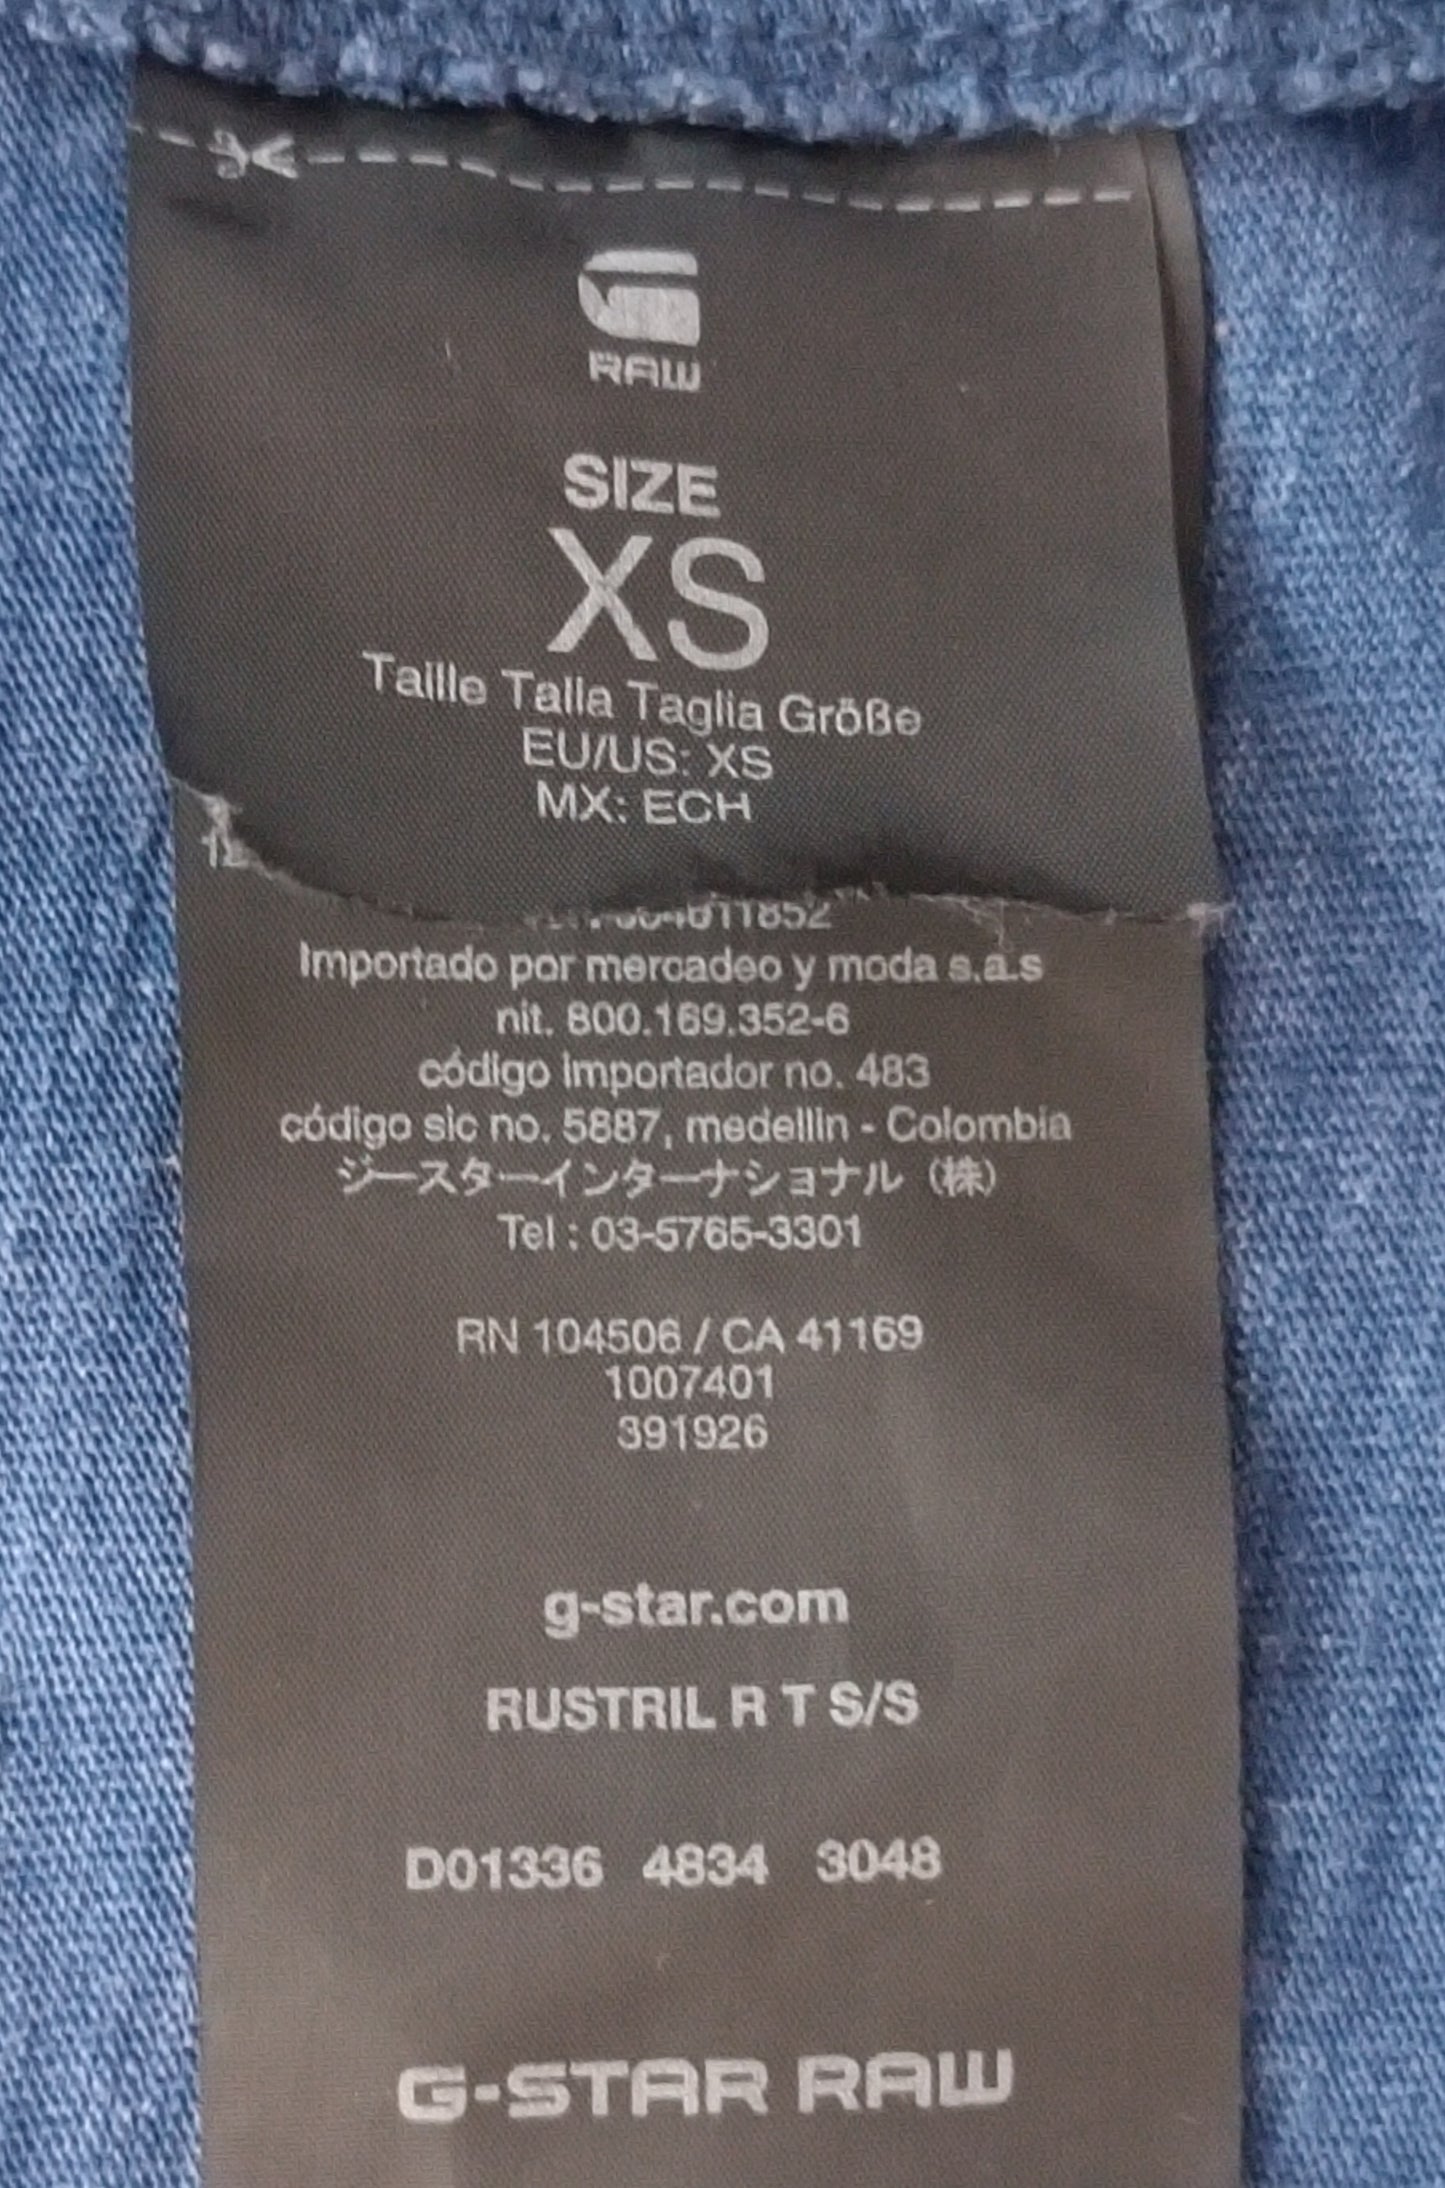 RAW
SIZE
XS
Taille Talla Taglia Größe
EU/US: XS
MX: ECH
Importado por mercadeo y moda s.a.s
nit. 800.169.352-6
código importador no. 483
código sic no. 5887, medellin - Colombia
ジースターインターナショナル（株）
Tel : 03-5765-3301
RN 104506 / CA 41169
1007401
391926
g-star.com
RUSTRIL R T S/S
D01336 4834 3048
G-STAR RAW